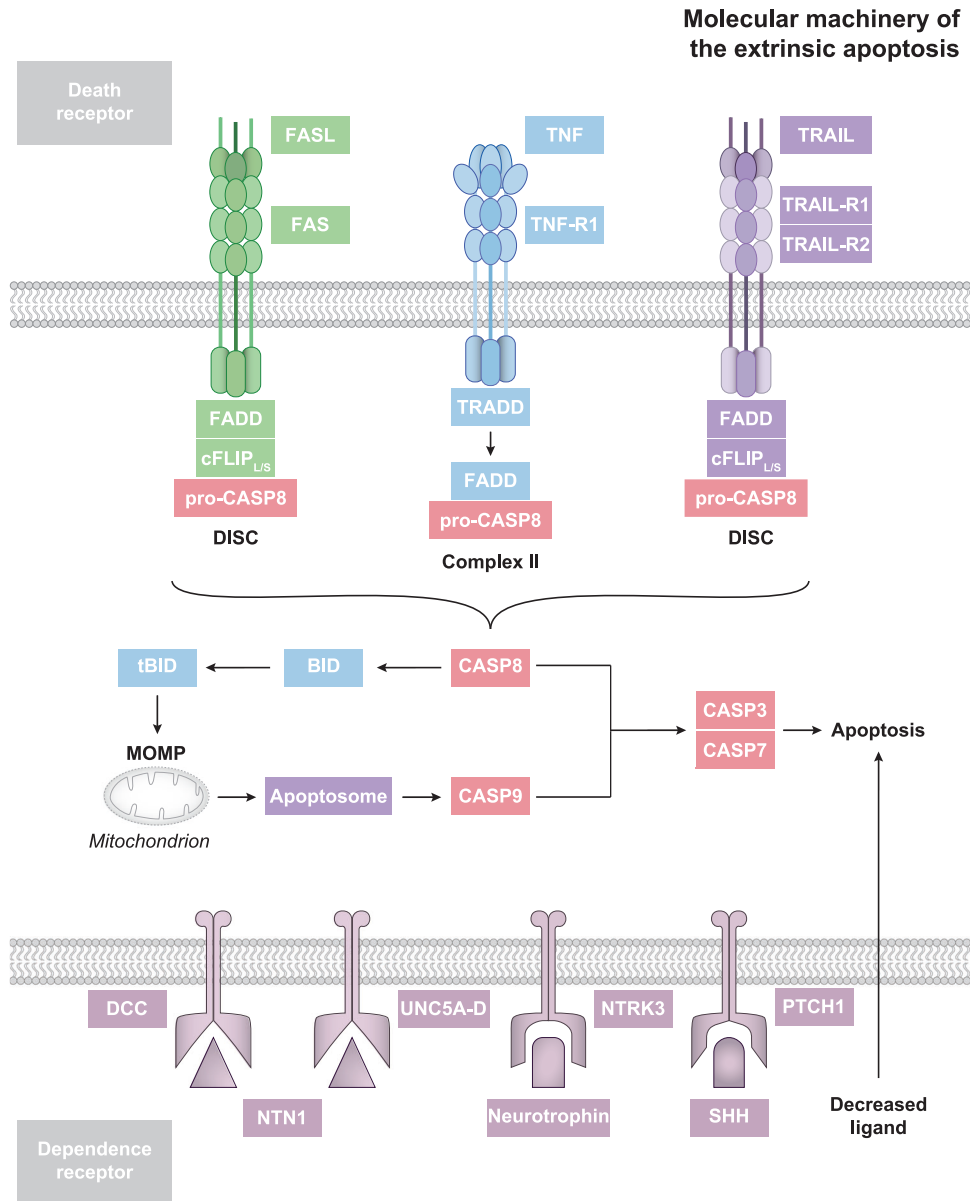 Molecular machinery of
the extrinsic apoptosis
Death
receptor
FASL
TNF
TRAIL
FAS
TNF-R1
TRAIL-R1
TRAIL-R2
FADD
cFLIP L/S
pro-CASP8
DISC
TRADD
FADD
pro-CASP8
Complex II
FADD
cFLIP L/S
pro-CASP8
DISC
tBID
BID
CASP8
CASP3
CASP7
Apoptosis
MOMP
Apoptosome
CASP9
Mitochondrion
DCC
UNC5A-D
NTRK3
PTCH1
NTN1
Neurotrophin
SHH
Decreased
ligand
Dependence
receptor